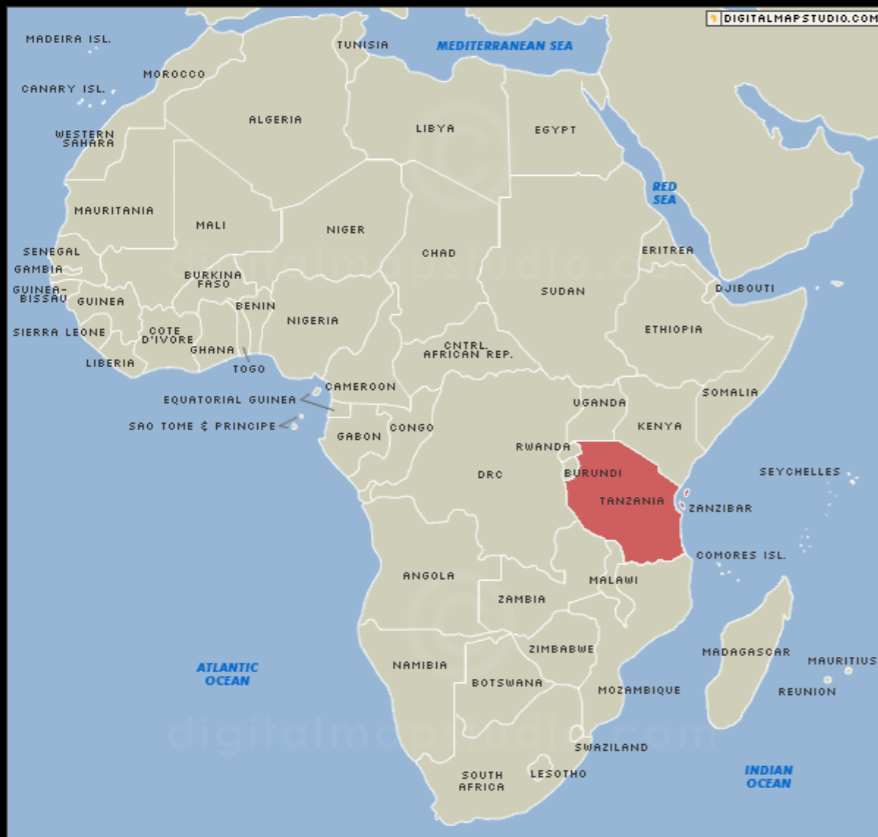 DIGITALMAPSTUDIO.COM
MADEIRA ISL.
TUNISIA
MEDITERRANEAN SEA
MOROCCO
CANARY ISL.
ALGERIA
LIBYA
EGYPT
WESTERN
SAHARA
RED
SEA
MAURITANIA
MALI
NIGER
CHAD
SENEGAL
ERITREA
GAMBIA
digitalmapstudio.com
BURKINA
FASO
GUINEA-
BISSAU
GUINEA
SUDAN
DJIBOUTI
BENIN
NIGERIA
SIERRA LEONE
COTE
D'IVORE
GHANA
ETHIOPIA
CNTRL.
AFRICAN REP.
LIBERIA
TOGO
CAMEROON
SOMALIA
EQUATORIAL GUINEA
UGANDA
SAO TOME & PRINCIPE
GABON
CONGO
KENYA
RWANDA
DRC
BURUNDI
SEYCHELLES
TANZANIA
ZANZIBAR
COMORES ISL.
ANGOLA
MALAWI
©
ZAMBIA
ZIMBABWE
MADAGASCAR
MAURITIUS
ATLANTIC
OCEAN
NAMIBIA
BOTSWANA
MOZAMBIQUE
REUNION
digitalmapstudio.com
SWAZILAND
SOUTH
AFRICA
LESOTHO
INDIAN
OCEAN